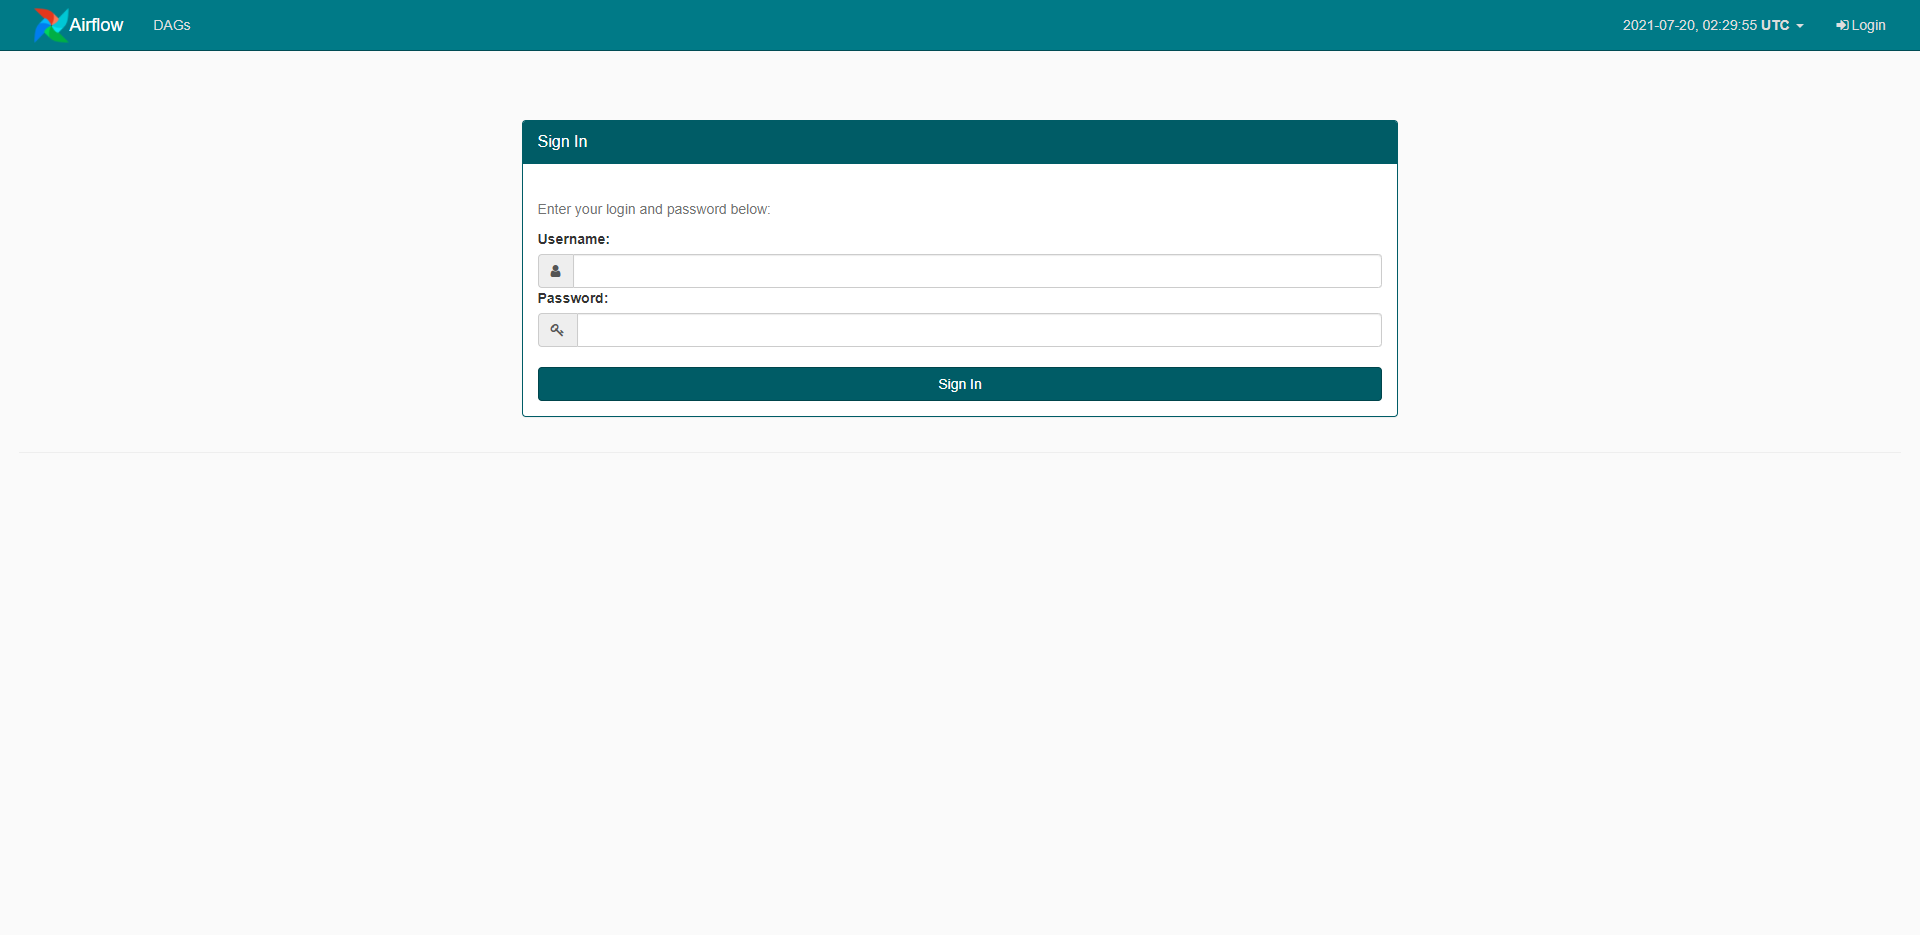 Airflow DAGs 2021-07-20, 02:29:55 UTC Login
Sign In
Enter your login and password below:
Username:
Password:
Sign In